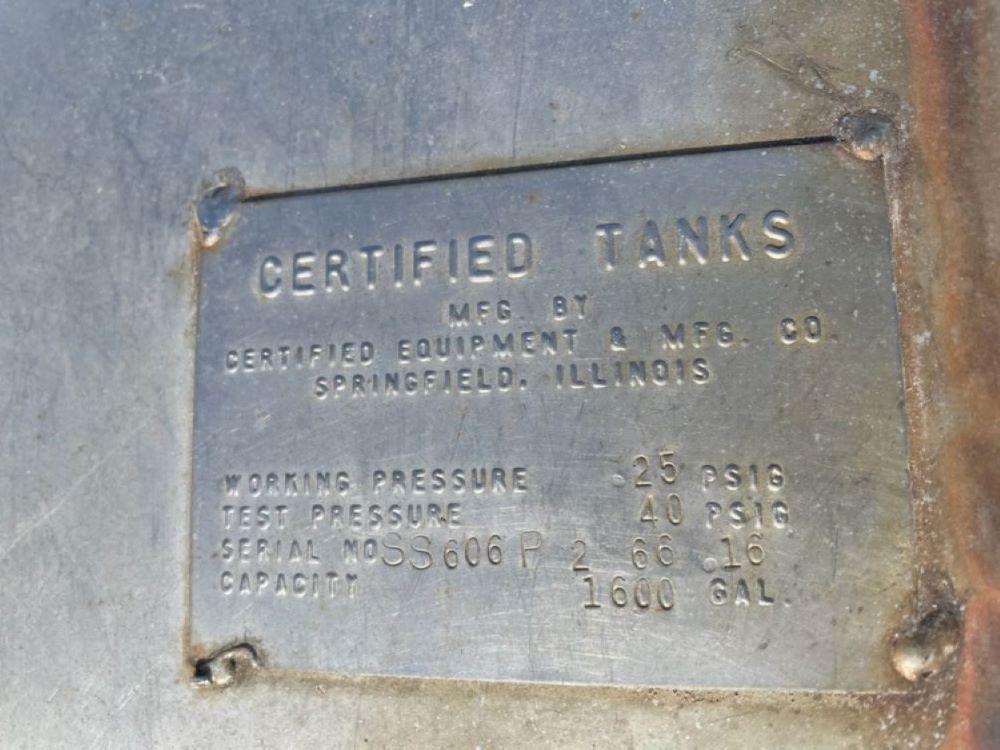 CERTIFIED TANKS
MFG. BY
CERTIFIED EQUIPMENT & MFG. CO.
SPRINGFIELD, ILLINOIS
WORKING PRESSURE 25 PSIG
TEST PRESSURE 40 PSIG
SERIAL NO SS606P 2 66 16
CAPACITY 1600 GAL.